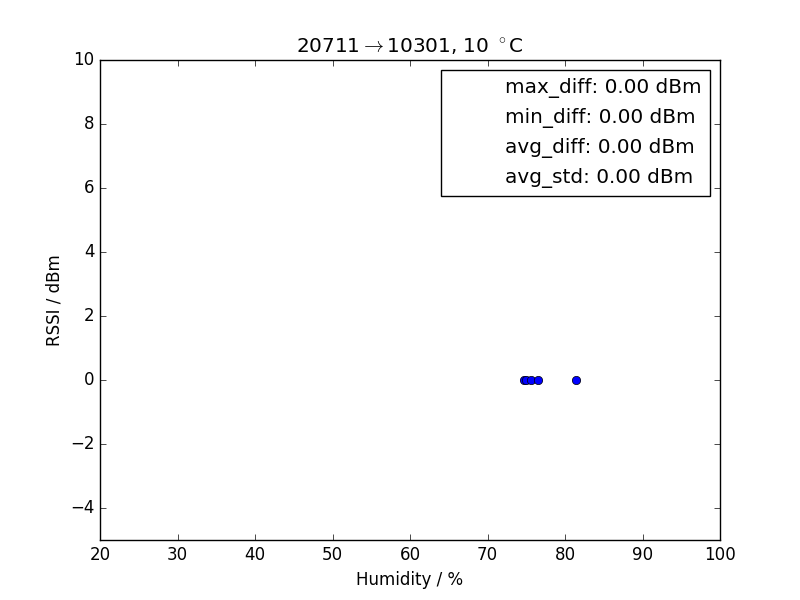 20711→10301, 10 °C
max_diff: 0.00 dBm
min_diff: 0.00 dBm
avg_diff: 0.00 dBm
avg_std: 0.00 dBm
10
8
6
4
2
0
−2
−4
RSSI / dBm
20 30 40 50 60 70 80 90 100
Humidity / %